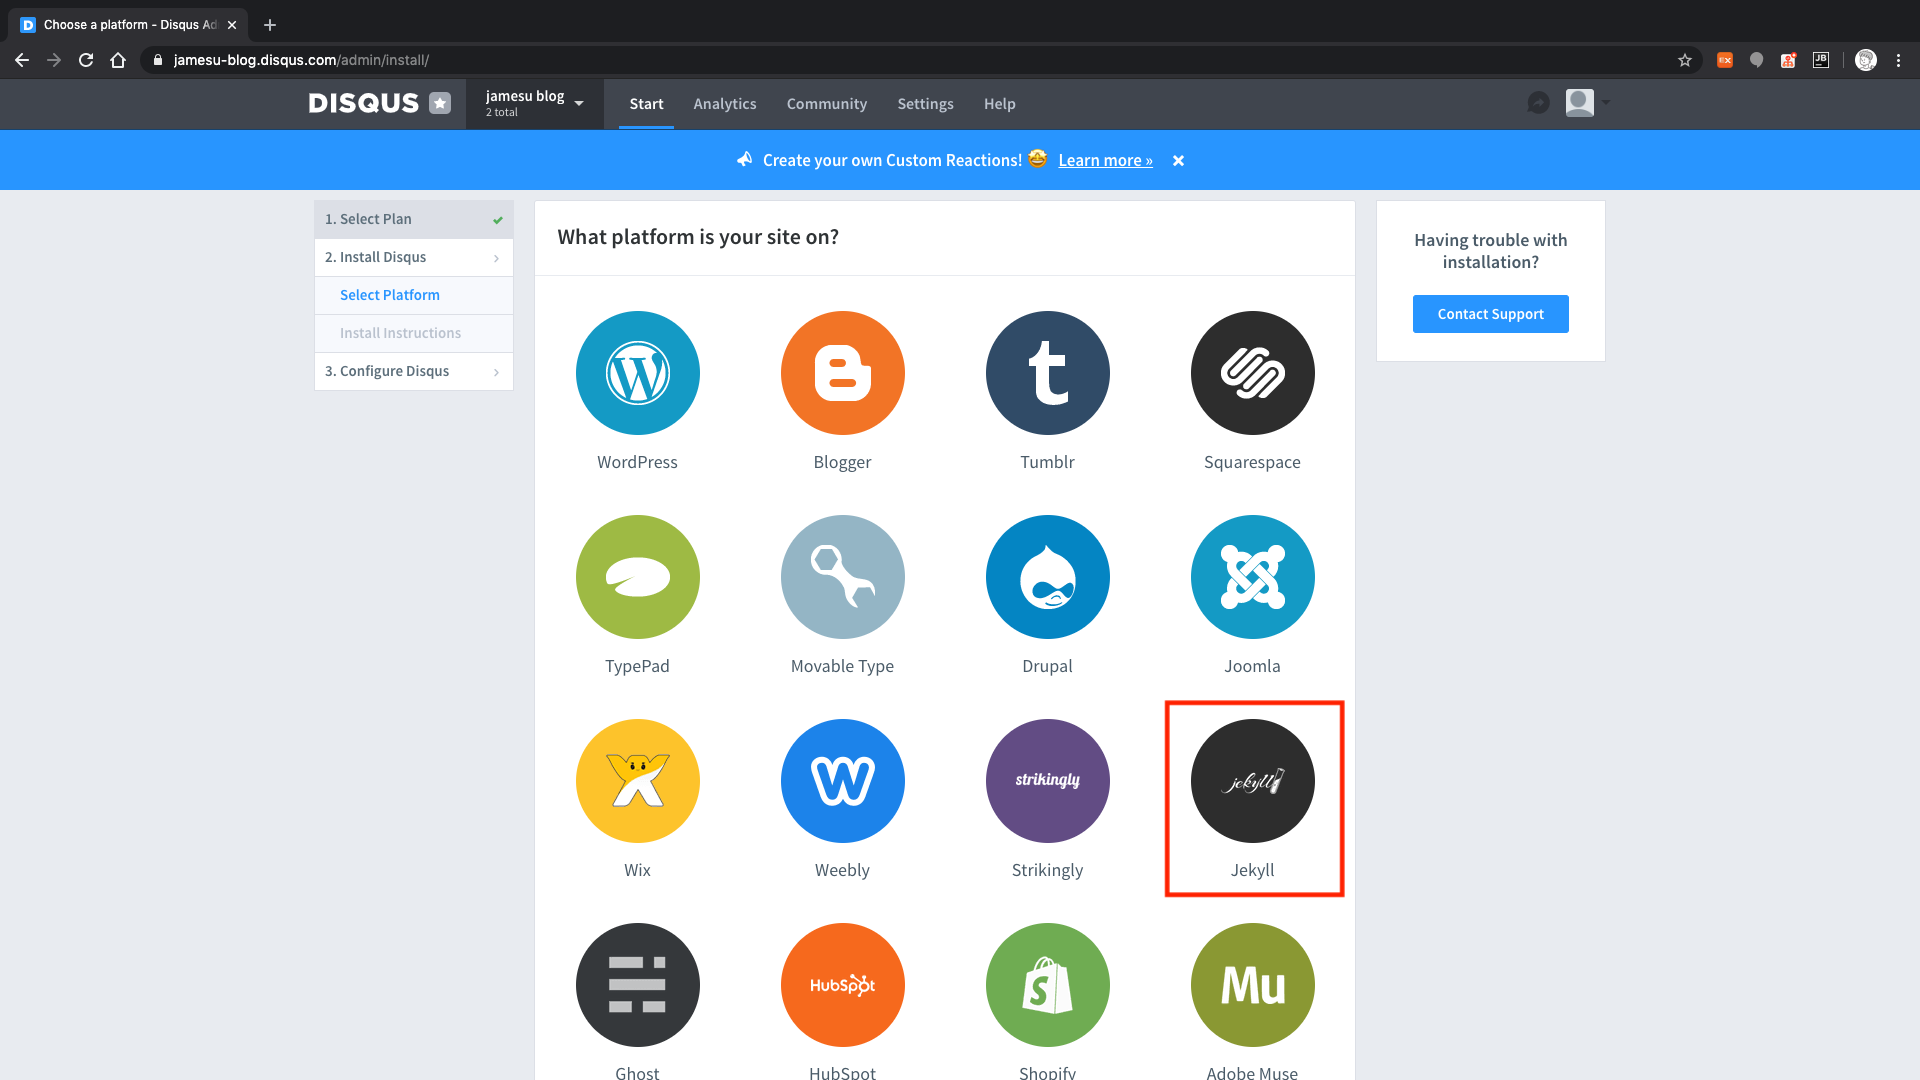 Choose a platform - Disqus Ad
jamesu-blog.disqus.com/admin/install/
EX
JB
DISQUS
jamesu blog
2 total
Start
Analytics
Community
Settings
Help
Create your own Custom Reactions! Learn more »
1. Select Plan
2. Install Disqus
Select Platform
Install Instructions
3. Configure Disqus
What platform is your site on?
WordPress
Blogger
Tumblr
Squarespace
TypePad
Movable Type
Drupal
Joomla
strikingly
jekyll
Wix
Weebly
Strikingly
Jekyll
HubSpot
Mu
Ghost
HubSpot
Shopify
Adobe Muse
Having trouble with
installation?
Contact Support